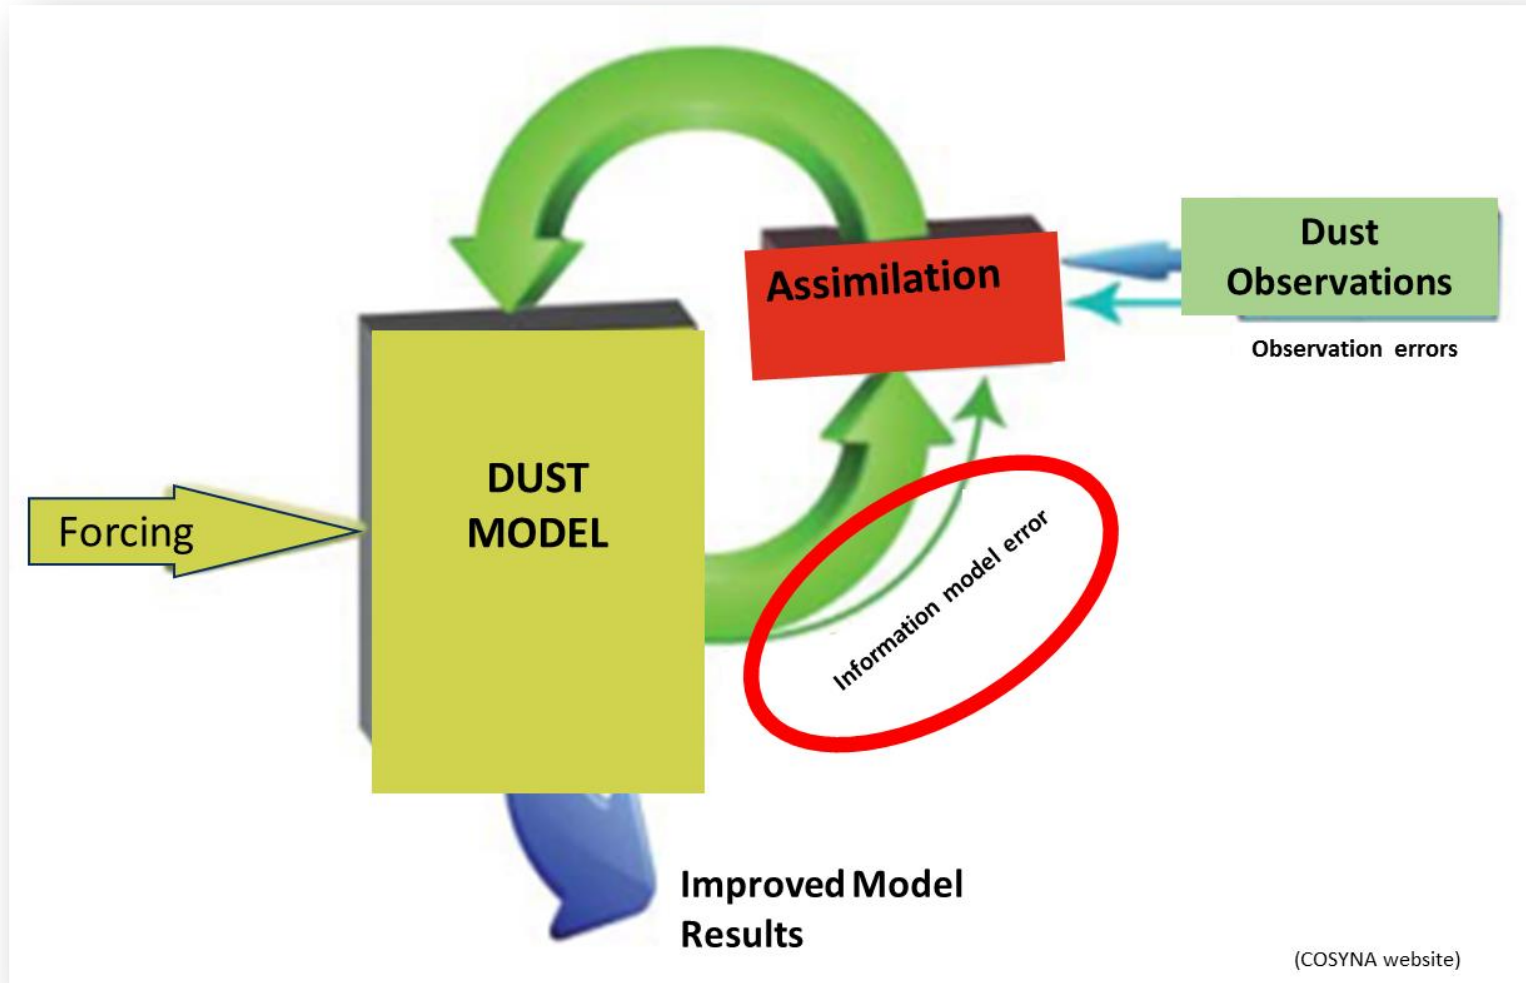 Assimilation
Dust
Observations
Observation errors
DUST
MODEL
Forcing
Information model error
Improved Model
Results
(COSYNA website)